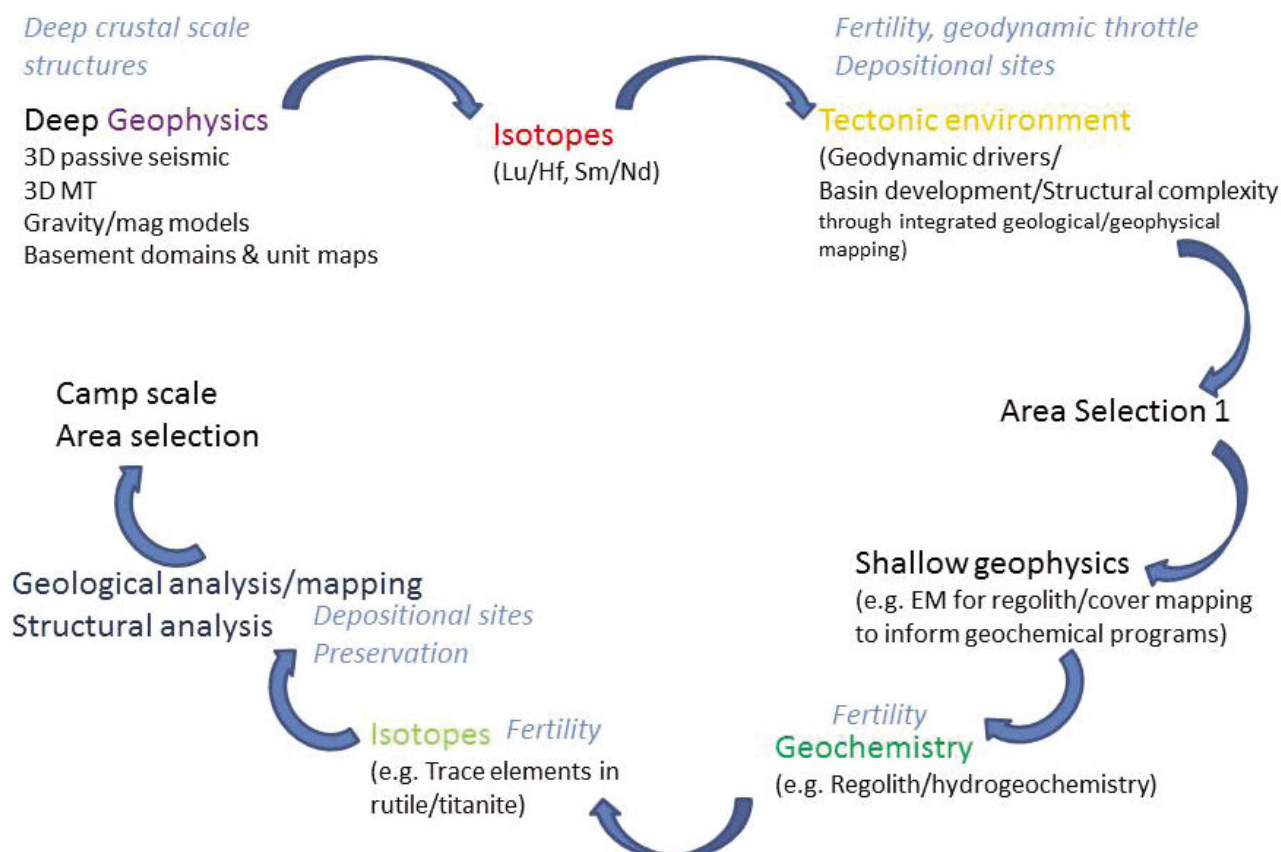 Deep crustal scale
structures
Deep Geophysics
3D passive seismic
3D MT
Gravity/mag models
Basement domains & unit maps
Isotopes
(Lu/Hf, Sm/Nd)
Fertility, geodynamic throttle
Depositional sites
Tectonic environment
(Geodynamic drivers/
Basin development/Structural complexity
through integrated geological/geophysical
mapping)
Area Selection 1
Shallow geophysics
(e.g. EM for regolith/cover mapping
to inform geochemical programs)
Fertility
Geochemistry
(e.g. Regolith/hydrogeochemistry)
Isotopes Fertility
(e.g. Trace elements in
rutile/titanite)
Geological analysis/mapping
Structural analysis
Depositional sites
Preservation
Camp scale
Area selection